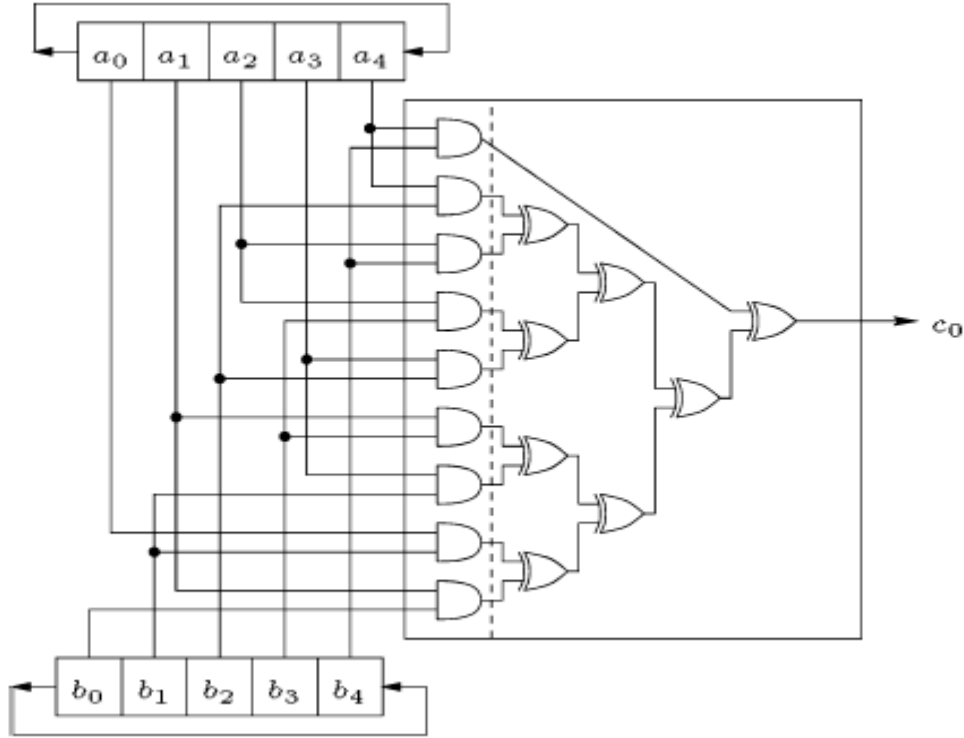 a₀ a₁ a₂ a₃ a₄
c₀
b₀ b₁ b₂ b₃ b₄